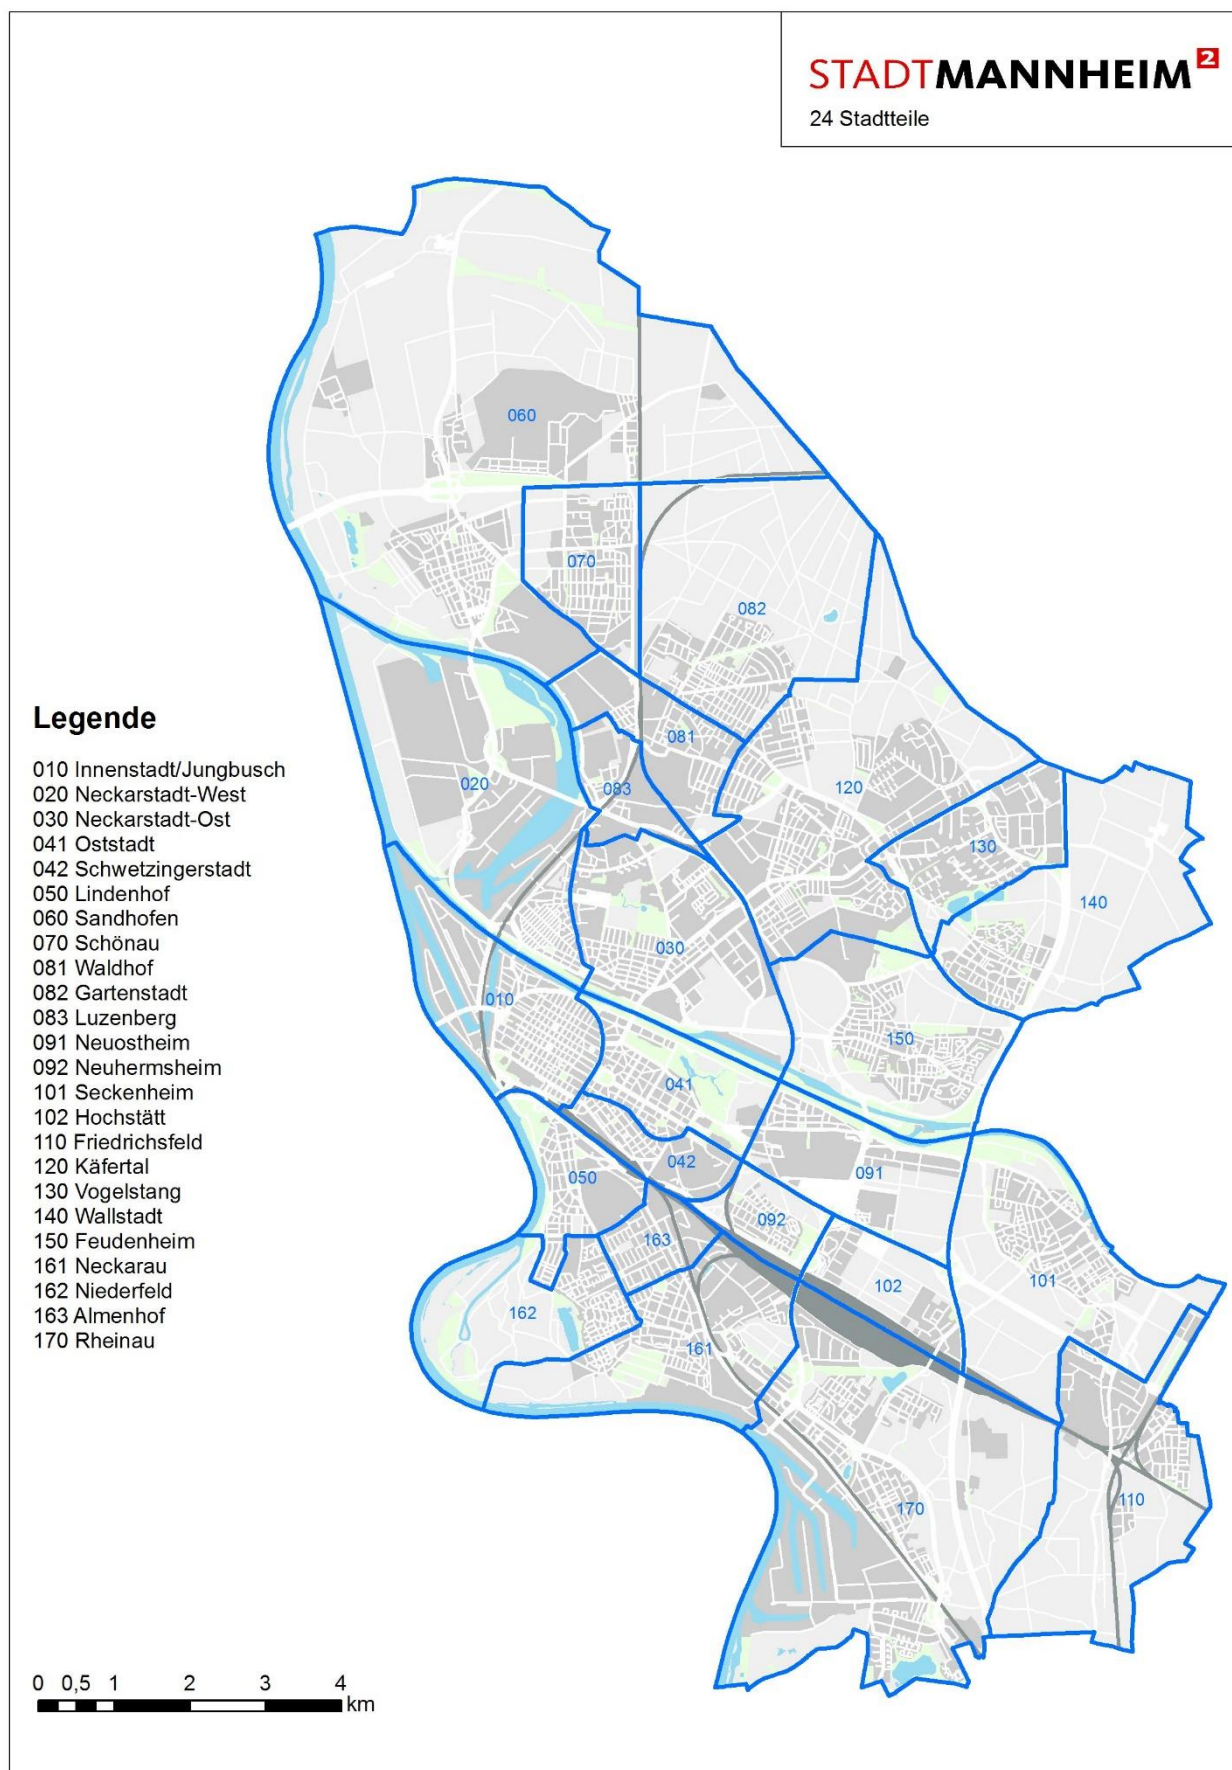 STADTMANNHEIM²
24 Stadtteile
060
070
082
081
083
020
120
130
140
030
010
150
041
042
091
050
092
163
102
101
162
161
170
110
Legende
010 Innenstadt/Jungbusch
020 Neckarstadt-West
030 Neckarstadt-Ost
041 Oststadt
042 Schwetzingerstadt
050 Lindenhof
060 Sandhofen
070 Schönau
081 Waldhof
082 Gartenstadt
083 Luzenberg
091 Neuostheim
092 Neuhermsheim
101 Seckenheim
102 Hochstätt
110 Friedrichsfeld
120 Käfertal
130 Vogelstang
140 Wallstadt
150 Feudenheim
161 Neckarau
162 Niederfeld
163 Almenhof
170 Rheinau
0 0,5 1 2 3 4
km